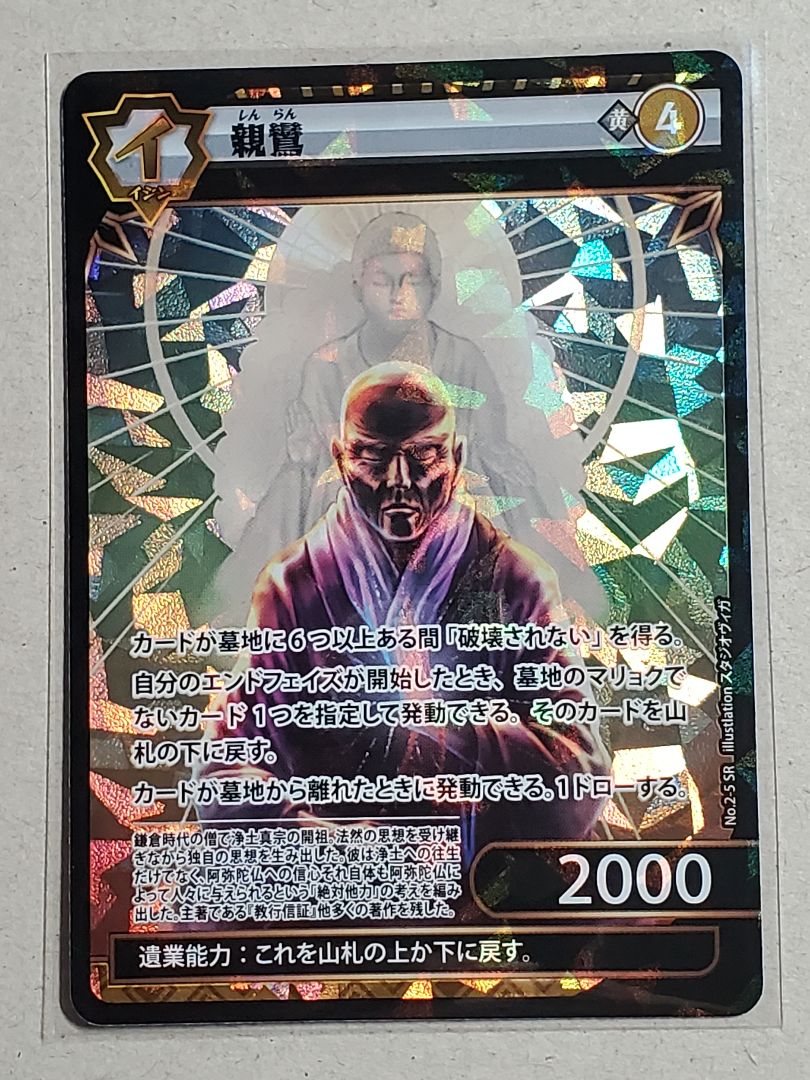 イ
イジン
しん らん
親鸞
黄
4
カードが墓地に6つ以上ある間「破壊されない」を得る。
自分のエンドフェイズが開始したとき、墓地のマリョクで
ないカード1つを指定して発動できる。そのカードを山
札の下に戻す。
カードが墓地から離れたときに発動できる。1ドローする。
鎌倉時代の僧で浄土真宗の開祖。法然の思想を受け継
ぎながら独自の思想を生み出した。彼は浄土への往生
だけでなく、阿弥陀仏への信心それ自体も阿弥陀仏に
よって人々に与えられるという「絶対他力」の考えを編み
出した。主著である『教行信証』他多くの著作を残した。
2000
遺業能力：これを山札の上か下に戻す。
No.2-5 SR illustlation スタジオヴィガ